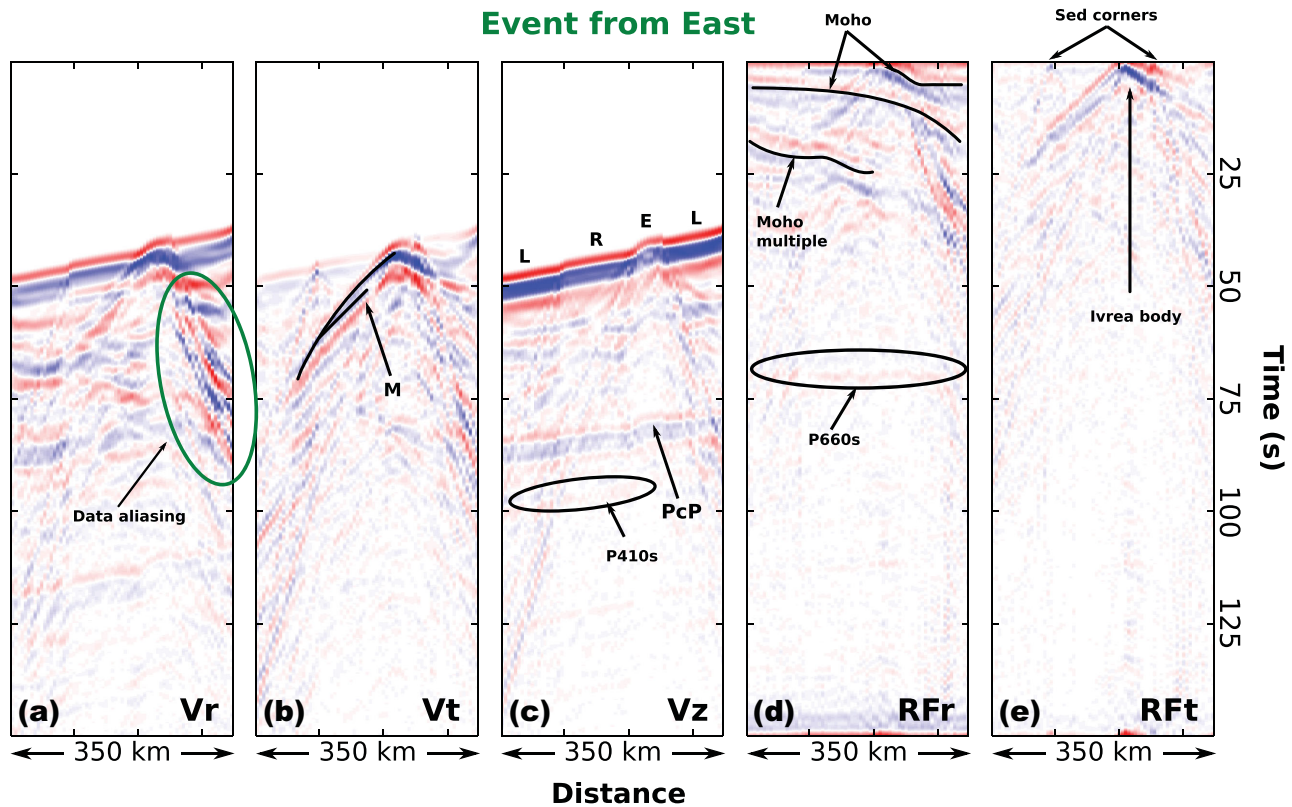 Event from East
Moho
Sed corners
L
R
E
L
Moho
multiple
M
Ivrea body
P660s
Data aliasing
PcP
P410s
25
50
75
100
125
Time (s)
(a)
Vr
(b)
Vt
(c)
Vz
(d)
RFr
(e)
RFt
350 km
350 km
350 km
350 km
350 km
Distance